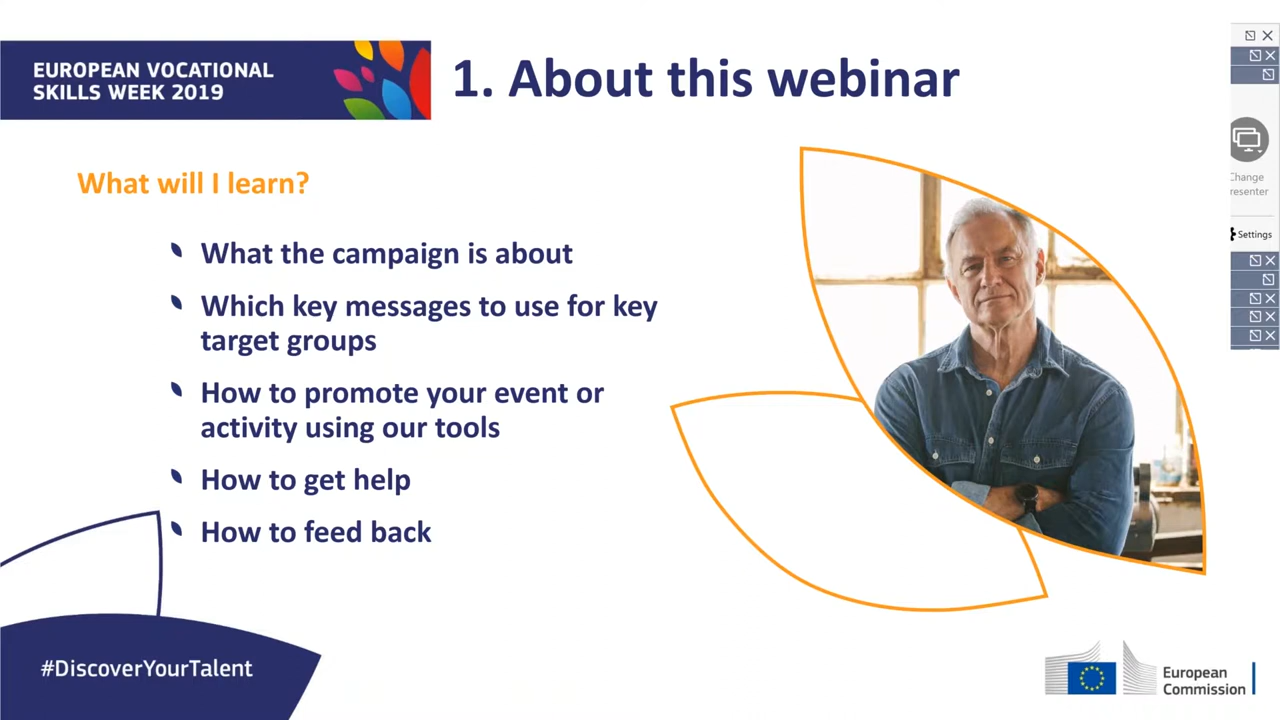 EUROPEAN VOCATIONAL
SKILLS WEEK 2019
1. About this webinar
What will I learn?
What the campaign is about
Which key messages to use for key
target groups
How to promote your event or
activity using our tools
How to get help
How to feed back
#DiscoverYourTalent
Change
resenter
Settings
European
Commission